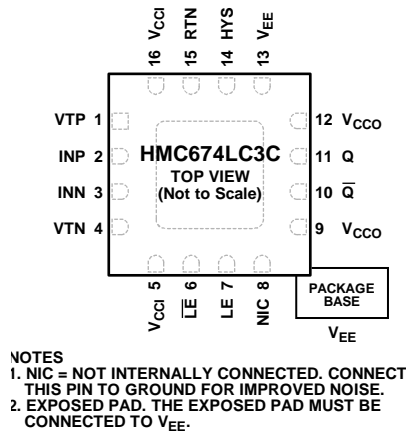 16 VCCI
15 RTN
14 HYS
13 VEE
VTP 1
INP 2
INN 3
VTN 4
HMC674LC3C
TOP VIEW
(Not to Scale)
12 VCCO
11 Q
10 Q̅
9 VCCO
VCCI 5
L̅E̅ 6
LE 7
NIC 8
PACKAGE
BASE
VEE
NOTES
1. NIC = NOT INTERNALLY CONNECTED. CONNECT
THIS PIN TO GROUND FOR IMPROVED NOISE.
2. EXPOSED PAD. THE EXPOSED PAD MUST BE
CONNECTED TO VEE.